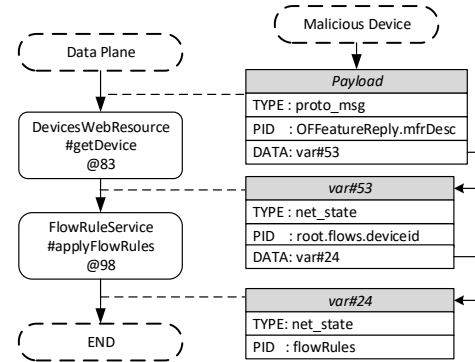 Data Plane
DevicesWebResource
#getDevice
@83
FlowRuleService
#applyFlowRules
@98
END
Malicious Device
Payload
TYPE : proto_msg
PID : OFFeatureReply.mfrDesc
DATA: var#53
var#53
TYPE : net_state
PID : root.flows.deviceid
DATA: var#24
var#24
TYPE: net_state
PID : flowRules